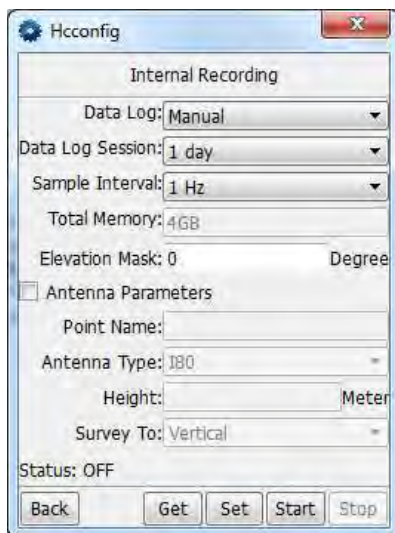 Hcconfig
Internal Recording
Data Log: Manual
Data Log Session: 1 day
Sample Interval: 1 Hz
Total Memory: 4GB
Elevation Mask: 0 Degree
Antenna Parameters
Point Name:
Antenna Type: I80
Height: Meter
Survey To: Vertical
Status: OFF
Back Get Set Start Stop